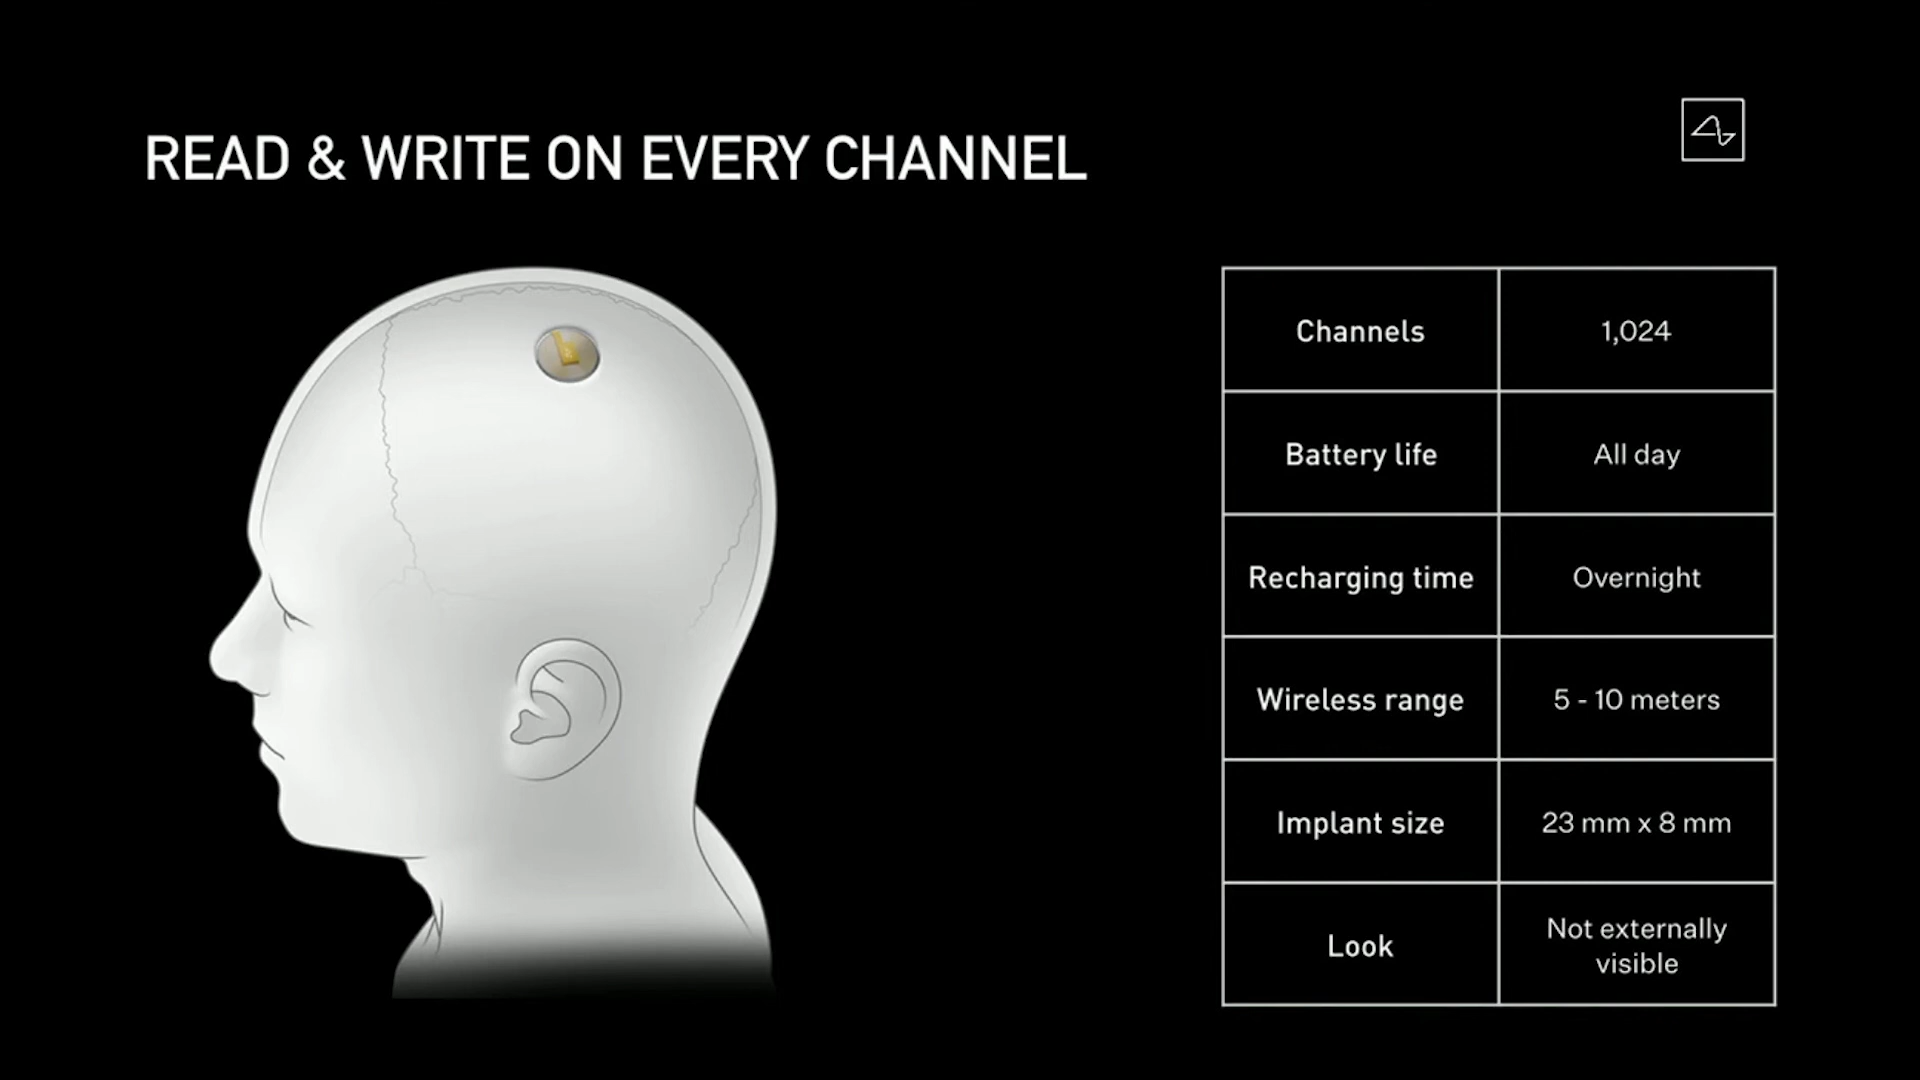 READ & WRITE ON EVERY CHANNEL
Channels 1,024
Battery life All day
Recharging time Overnight
Wireless range 5 - 10 meters
Implant size 23 mm x 8 mm
Look Not externally
visible